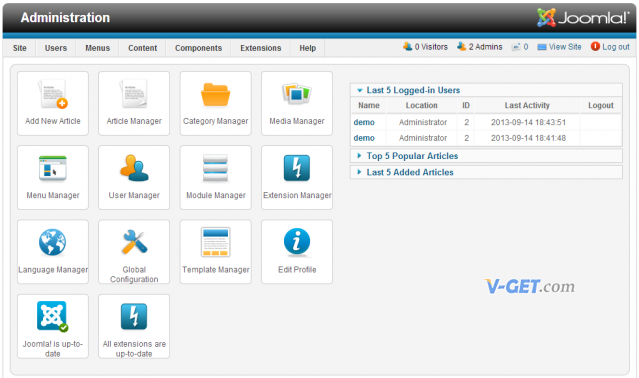 Administration
Joomla!
Site Users Menus Content Components Extensions Help
0 Visitors 2 Admins 0 View Site Log out
Add New Article Article Manager Category Manager Media Manager
Menu Manager User Manager Module Manager Extension Manager
Language Manager Global Configuration Template Manager Edit Profile
Joomla! is up-to-date All extensions are up-to-date
Last 5 Logged-in Users
Name Location ID Last Activity Logout
demo Administrator 2 2013-09-14 18:43:51
demo Administrator 2 2013-09-14 18:41:48
Top 5 Popular Articles
Last 5 Added Articles
V-GET.com